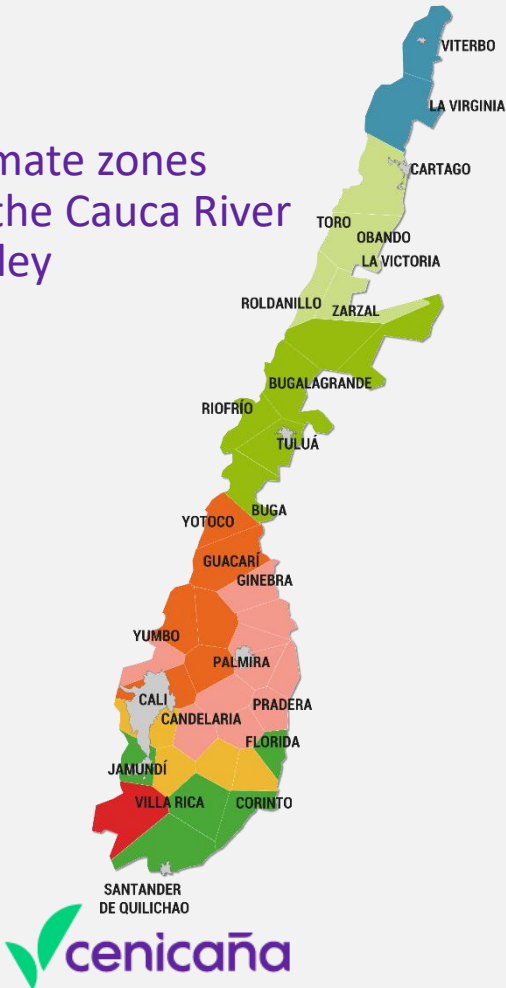 VITERBO
LA VIRGINIA
mate zones
the Cauca River
ley
CARTAGO
TORO
OBANDO
LA VICTORIA
ROLDANILLO
ZARZAL
BUGALAGRANDE
RIOFRÍO
TULUÁ
BUGA
YOTOCO
GUACARÍ
GINEBRA
YUMBO
PALMIRA
CALI
PRADERA
CANDELARIA
FLORIDA
JAMUNDÍ
VILLA RICA
CORINTO
SANTANDER
DE QUILICHAO
cenicaña